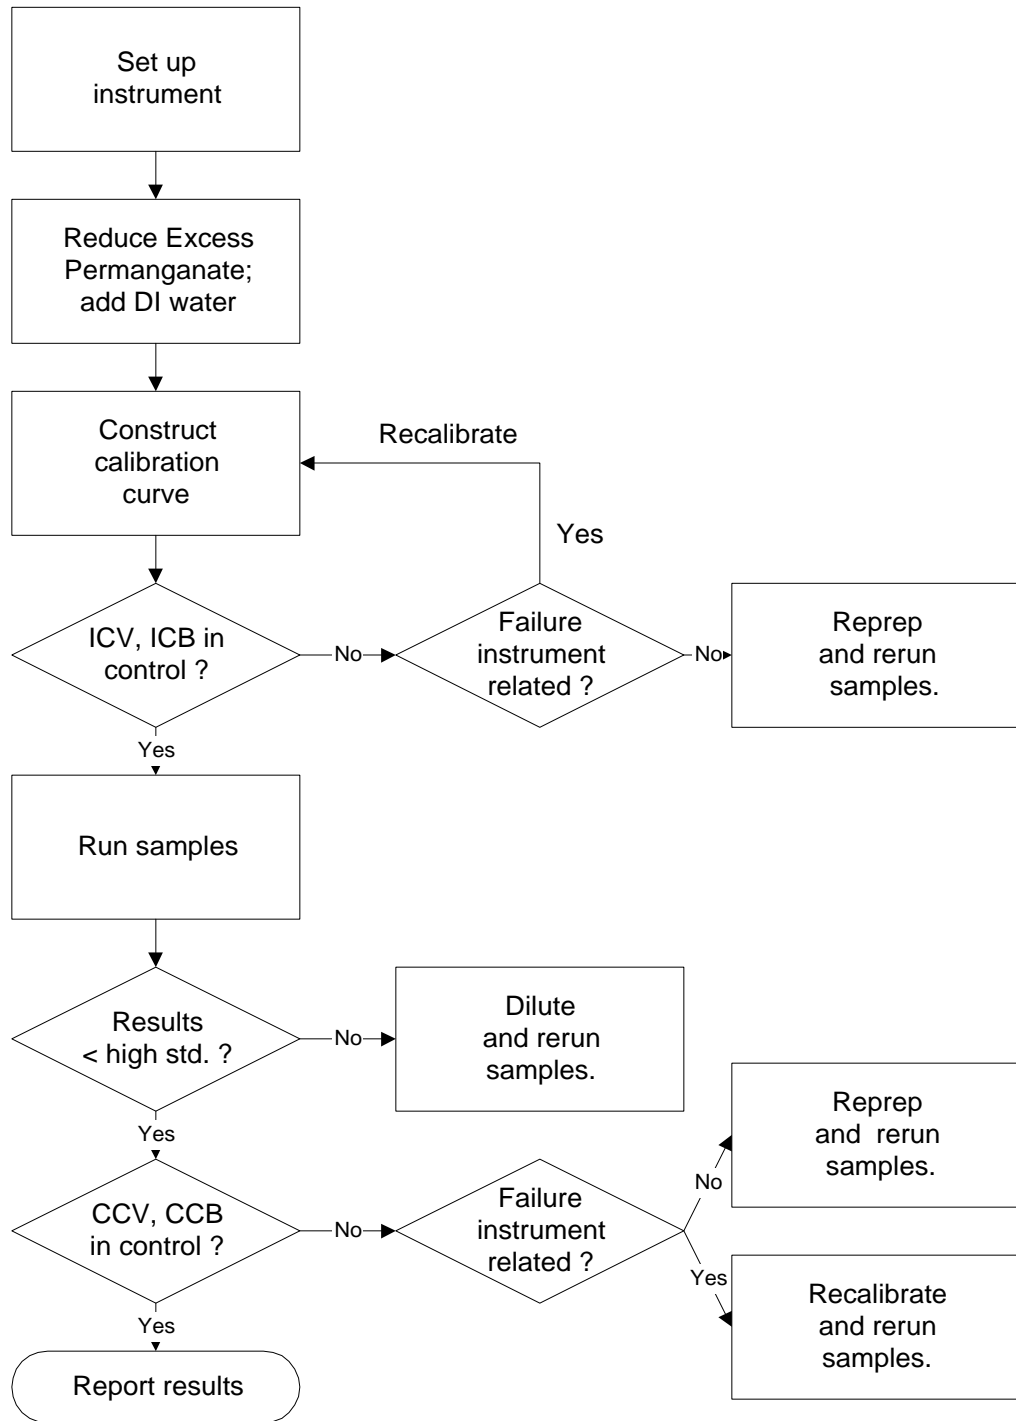 Set up
instrument
Reduce Excess
Permanganate;
add DI water
Construct
calibration
curve
Recalibrate
Yes
ICV, ICB in
control ?
No
Failure
instrument
related ?
No
Reprep
and rerun
samples.
Yes
Run samples
Results
< high std. ?
No
Dilute
and rerun
samples.
Yes
CCV, CCB
in control ?
No
Failure
instrument
related ?
No
Reprep
and rerun
samples.
Yes
Recalibrate
and rerun
samples.
Yes
Report results